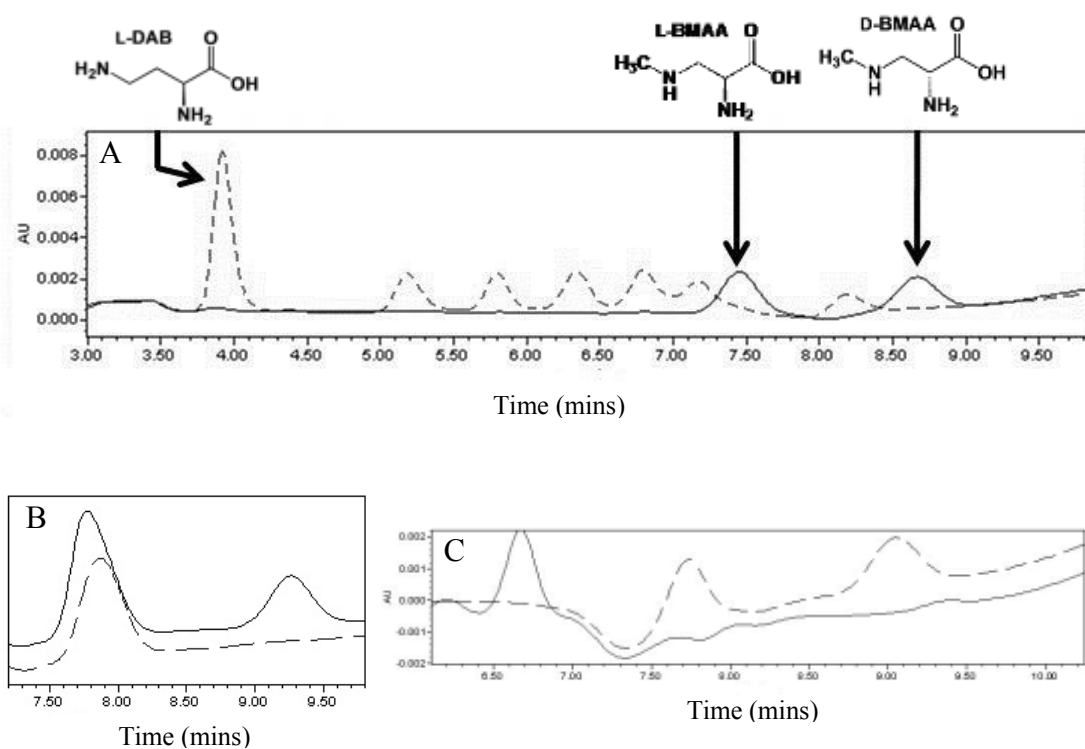 L-DAB
L-BMAA
D-BMAA
O
H₂N
OH
NH₂
O
H₃C
N
H
OH
NH₂
O
H₃C
N
H
OH
NH₂
A
0.008
0.006
0.004
0.002
0.000
AU
3.00 3.50 4.00 4.50 5.00 5.50 6.00 6.50 7.00 7.50 8.00 8.50 9.00 9.50
Time (mins)
B
7.50 8.00 8.50 9.00 9.50
Time (mins)
C
0.002
0.001
0.000
-0.001
-0.002
AU
6.50 7.00 7.50 8.00 8.50 9.00 9.50 10.00
Time (mins)